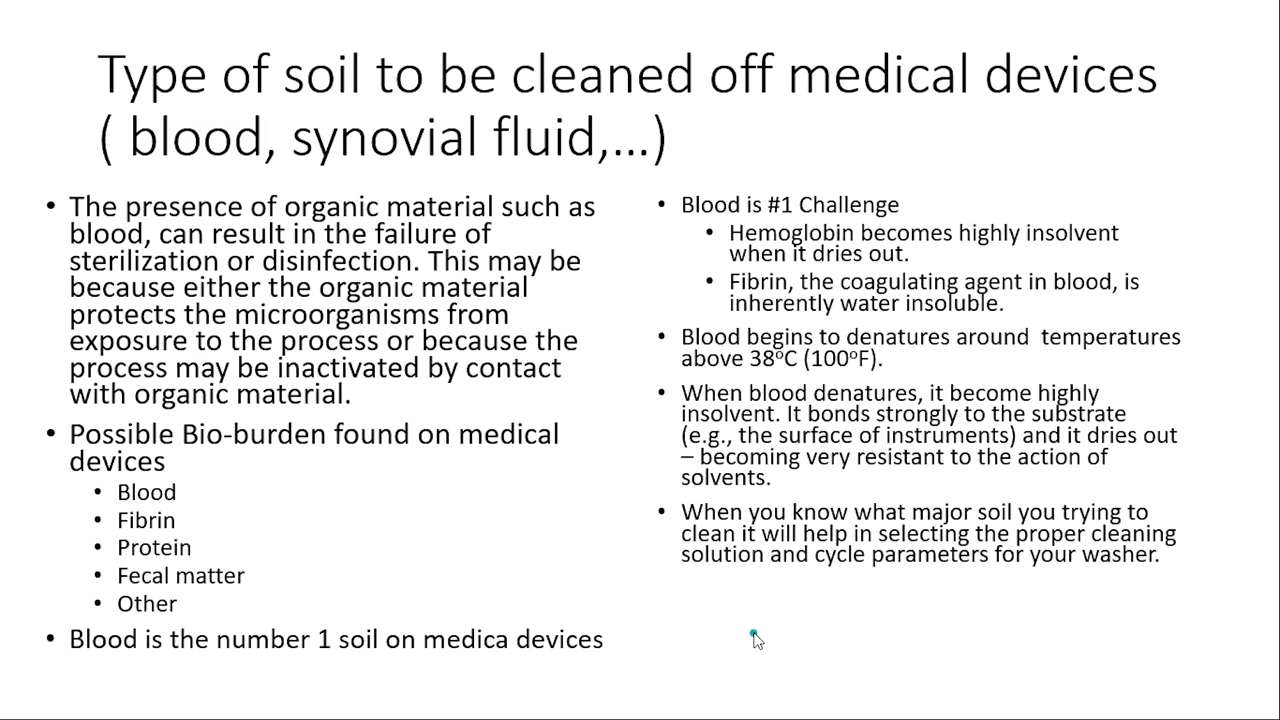 Type of soil to be cleaned off medical devices
( blood, synovial fluid,...)
• The presence of organic material such as
blood, can result in the failure of
sterilization or disinfection. This may be
because either the organic material
protects the microorganisms from
exposure to the process or because the
process may be inactivated by contact
with organic material.
• Possible Bio-burden found on medical
devices
• Blood
• Fibrin
• Protein
• Fecal matter
• Other
• Blood is the number 1 soil on medica devices
• Blood is #1 Challenge
• Hemoglobin becomes highly insolvent
when it dries out.
• Fibrin, the coagulating agent in blood, is
inherently water insoluble.
• Blood begins to denatures around  temperatures
above 38ºC (100ºF).
• When blood denatures, it become highly
insolvent. It bonds strongly to the substrate
(e.g., the surface of instruments) and it dries out
– becoming very resistant to the action of
solvents.
• When you know what major soil you trying to
clean it will help in selecting the proper cleaning
solution and cycle parameters for your washer.